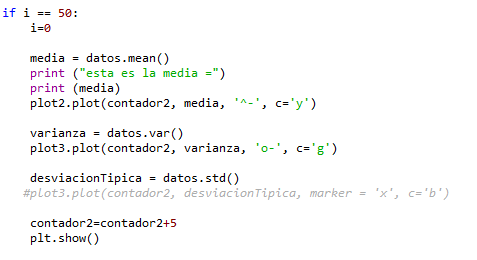 if i == 50:
    i=0

    media = datos.mean()
    print ("esta es la media =")
    print (media)
    plot2.plot(contador2, media, '^-', c='y')

    varianza = datos.var()
    plot3.plot(contador2, varianza, 'o-', c='g')

    desviacionTipica = datos.std()
   #plot3.plot(contador2, desviacionTipica, marker = 'x', c='b')

    contador2=contador2+5
    plt.show()